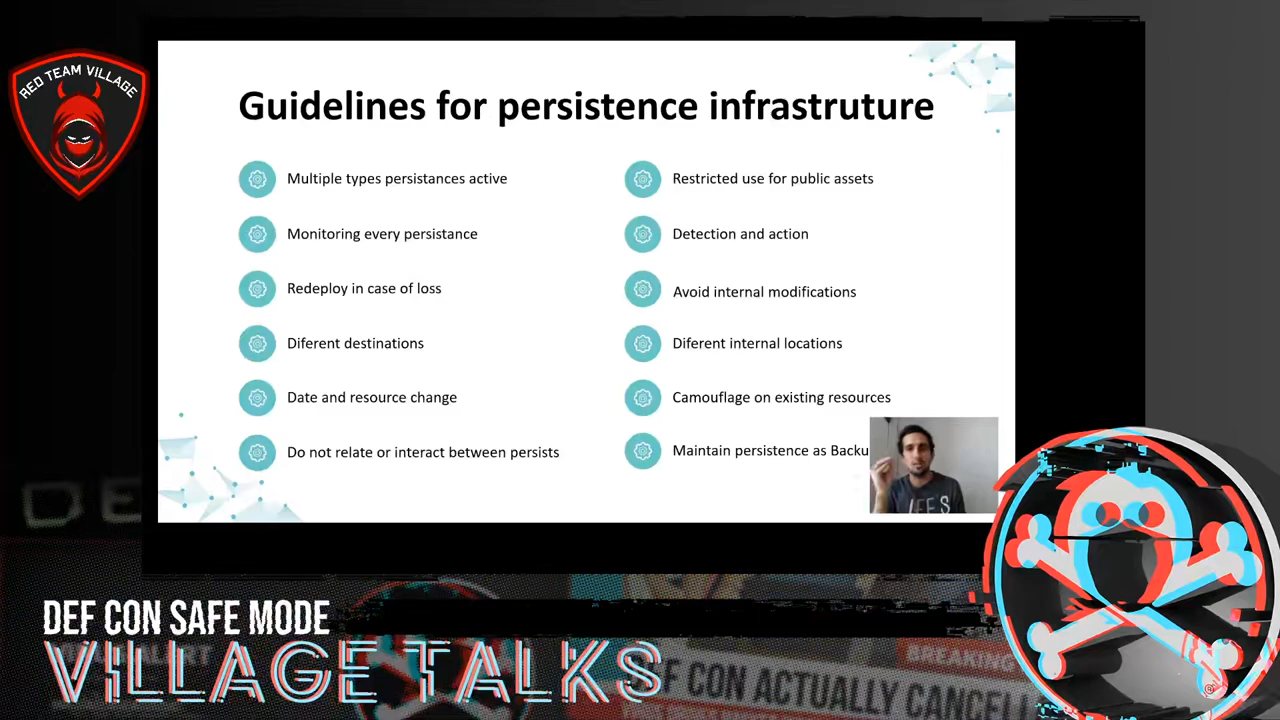 RED TEAM VILLAGE
Guidelines for persistence infrastruture
Multiple types persistances active
Monitoring every persistance
Redeploy in case of loss
Diferent destinations
Date and resource change
Do not relate or interact between persists
Restricted use for public assets
Detection and action
Avoid internal modifications
Diferent internal locations
Camouflage on existing resources
Maintain persistence as Backu
DEF CON SAFE MODE
VILLAGE TALKS
BREAKING
DEF CON ACTUALLY CANCELL